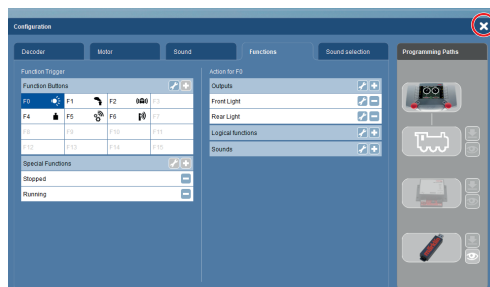 Configuration
Decoder
Motor
Sound
Functions
Sound selection
Programming Paths
Function Trigger
Function Buttons
F0 F1 F2 F3
F4 F5 F6 F7
F8 F9 F10 F11
F12 F13 F14 F15
Special Functions
Stopped
Running
Action for F0
Outputs
Front Light
Rear Light
Logical functions
Sounds